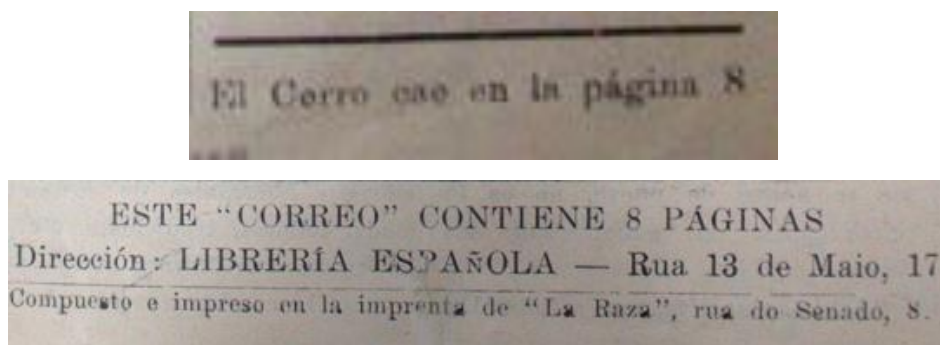 El Cerro cae en la página 8
ESTE "CORREO" CONTIENE 8 PÁGINAS
Dirección: LIBRERÍA ESPAÑOLA — Rua 13 de Maio, 17
Compuesto e impreso en la imprenta de "La Raza", rua do Senado, 8.